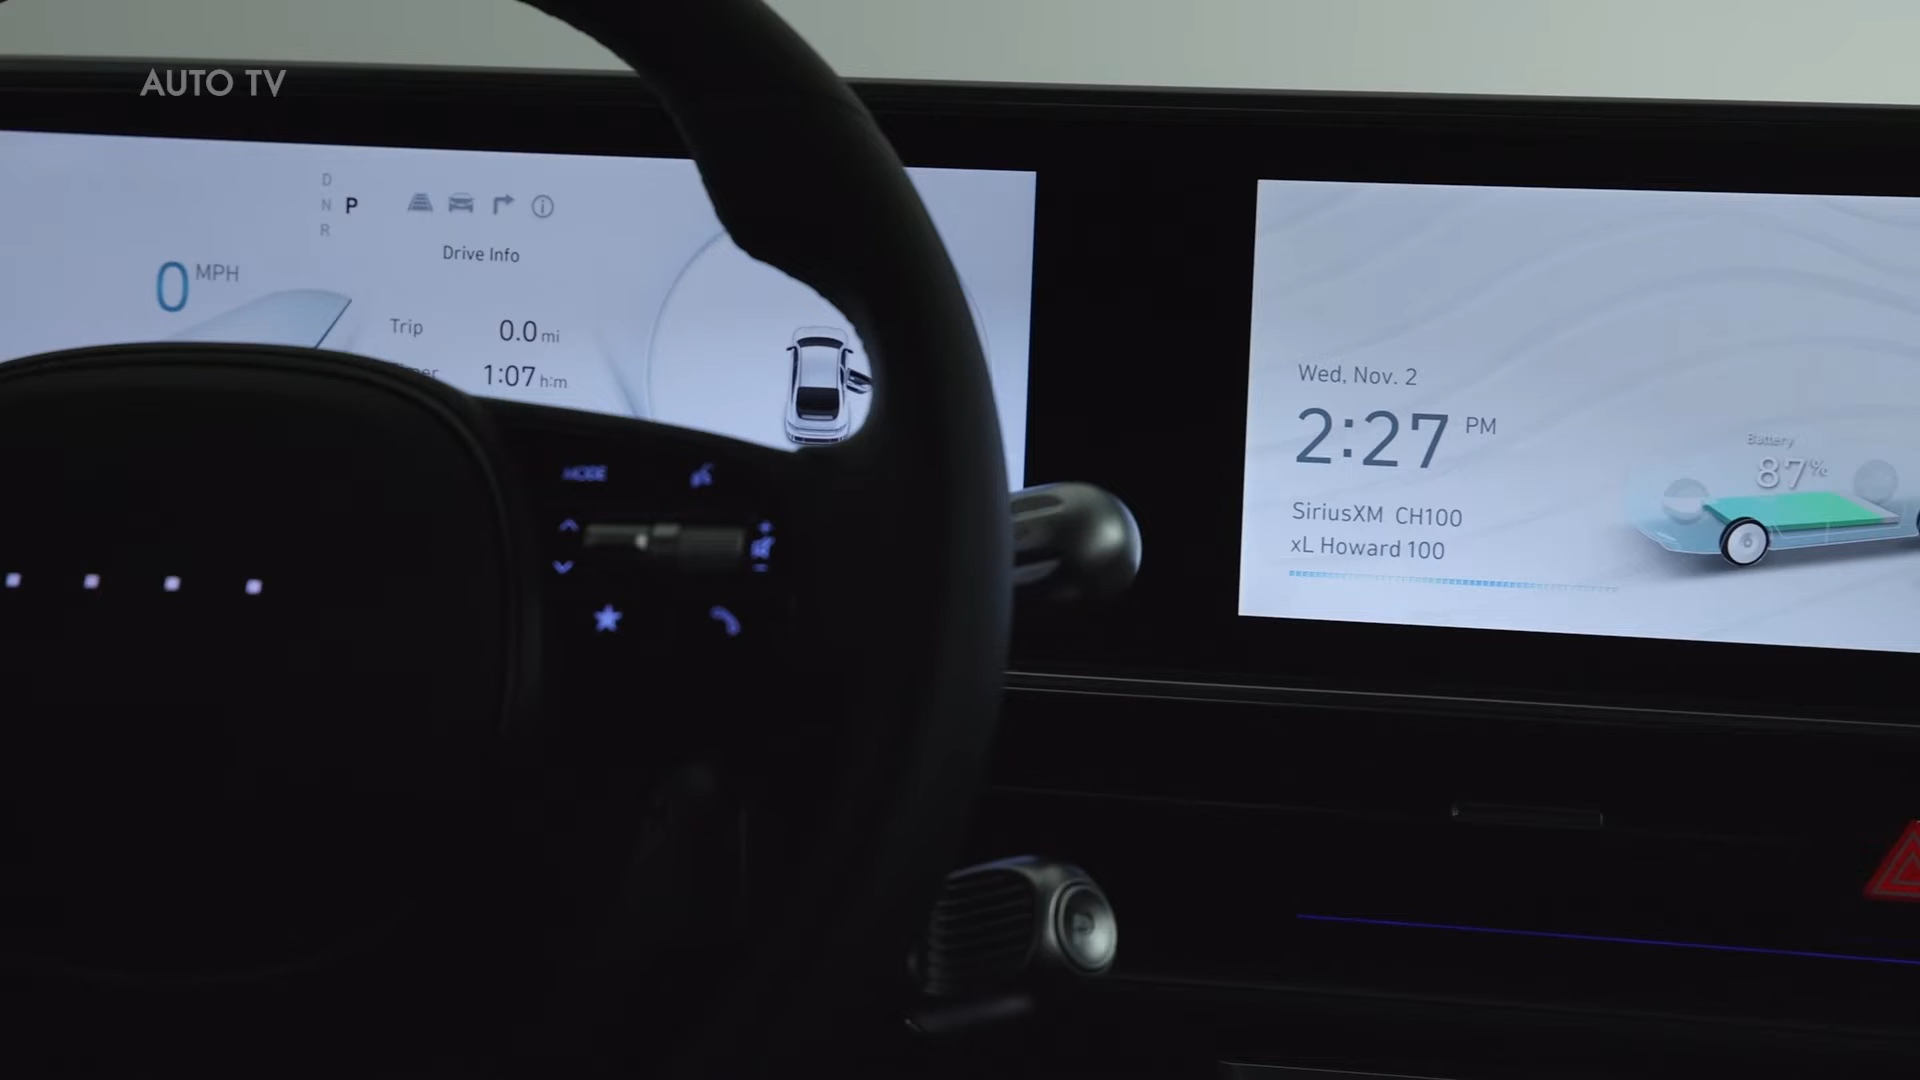 AUTO TV
D
N P
R
Drive Info
0 MPH
Trip 0.0 mi
1:07 h:m
MODE
Wed, Nov. 2
2:27 PM
SiriusXM CH100
xL Howard 100
Battery
87%
6